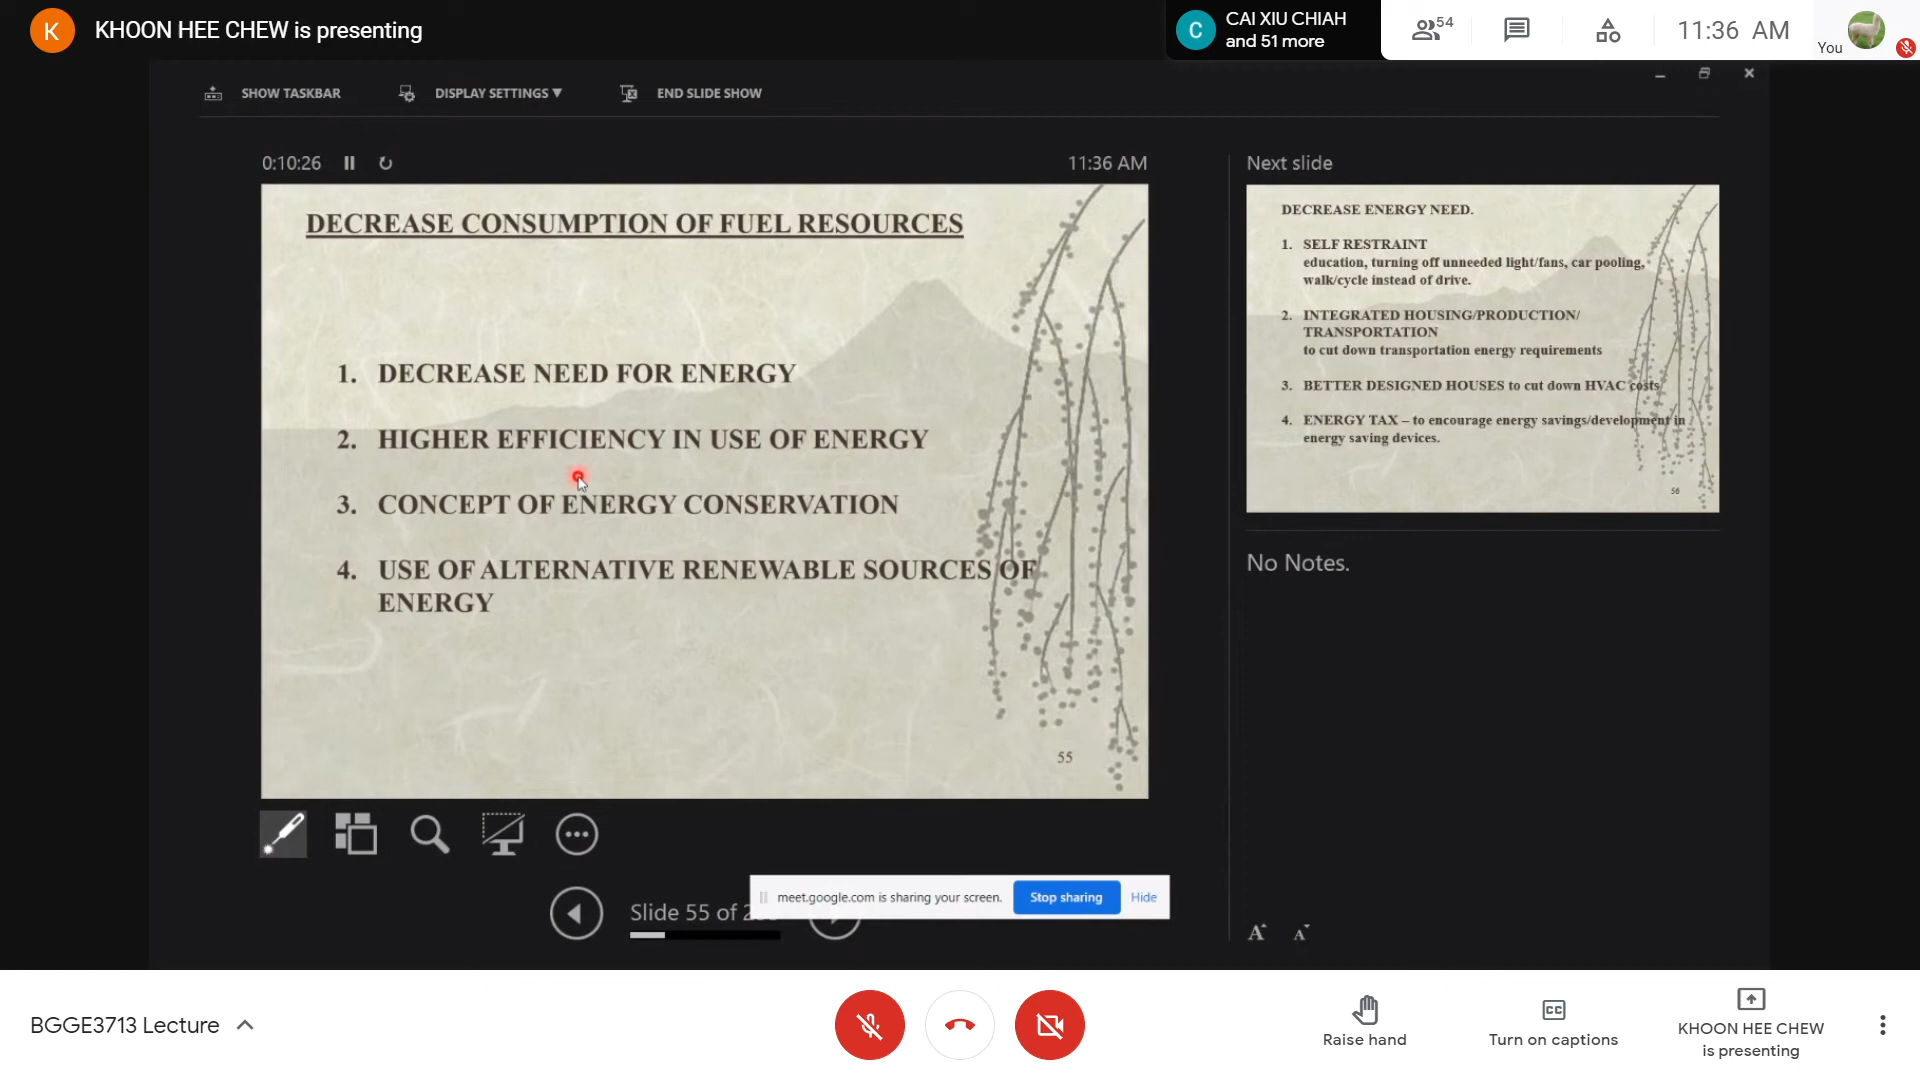 K KHOON HEE CHEW is presenting
C CAI XIU CHIAH
and 51 more
54
11:36 AM
You
SHOW TASKBAR
DISPLAY SETTINGS ▼
END SLIDE SHOW
0:10:26
11:36 AM
DECREASE CONSUMPTION OF FUEL RESOURCES
1. DECREASE NEED FOR ENERGY
2. HIGHER EFFICIENCY IN USE OF ENERGY
3. CONCEPT OF ENERGY CONSERVATION
4. USE OF ALTERNATIVE RENEWABLE SOURCES OF
ENERGY
55
Next slide
DECREASE ENERGY NEED.
1. SELF RESTRAINT
education, turning off unneeded light/fans, car pooling,
walk/cycle instead of drive.
2. INTEGRATED HOUSING/PRODUCTION/
TRANSPORTATION
to cut down transportation energy requirements
3. BETTER DESIGNED HOUSES to cut down HVAC costs
4. ENERGY TAX – to encourage energy savings/development in
energy saving devices.
56
No Notes.
Slide 55 of
meet.google.com is sharing your screen.
Stop sharing
Hide
A A
BGGE3713 Lecture
Raise hand
CC
Turn on captions
KHOON HEE CHEW
is presenting